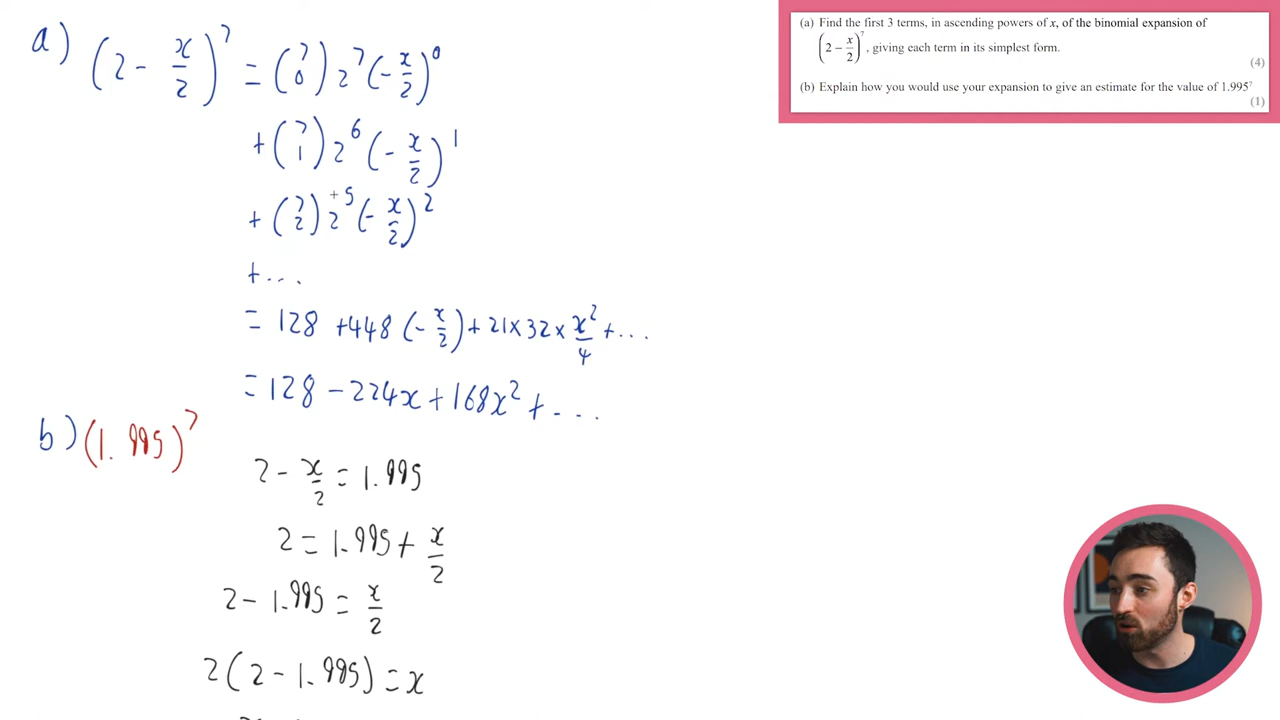 (a) Find the first 3 terms, in ascending powers of x, of the binomial expansion of
(2 − x/2)⁷, giving each term in its simplest form.
(4)
(b) Explain how you would use your expansion to give an estimate for the value of 1.995⁷
(1)
a) (2 − x/2)⁷ = (7 0) 2⁷ (−x/2)⁰
+ (7 1) 2⁶ (−x/2)¹
+ (7 2) 2⁺⁵ (−x/2)²
+ ...
= 128 + 448 (−x/2) + 21 × 32 × x²/4 + ...
= 128 − 224x + 168x² + ...
b) (1.995)⁷
2 − x/2 = 1.995
2 = 1.995 + x/2
2 − 1.995 = x/2
2(2 − 1.995) = x